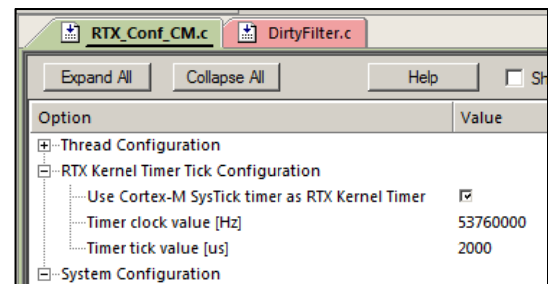 RTX_Conf_CM.c DirtyFilter.c
Expand All Collapse All Help
Option Value
Thread Configuration
RTX Kernel Timer Tick Configuration
Use Cortex-M SysTick timer as RTX Kernel Timer
Timer clock value [Hz] 53760000
Timer tick value [us] 2000
System Configuration